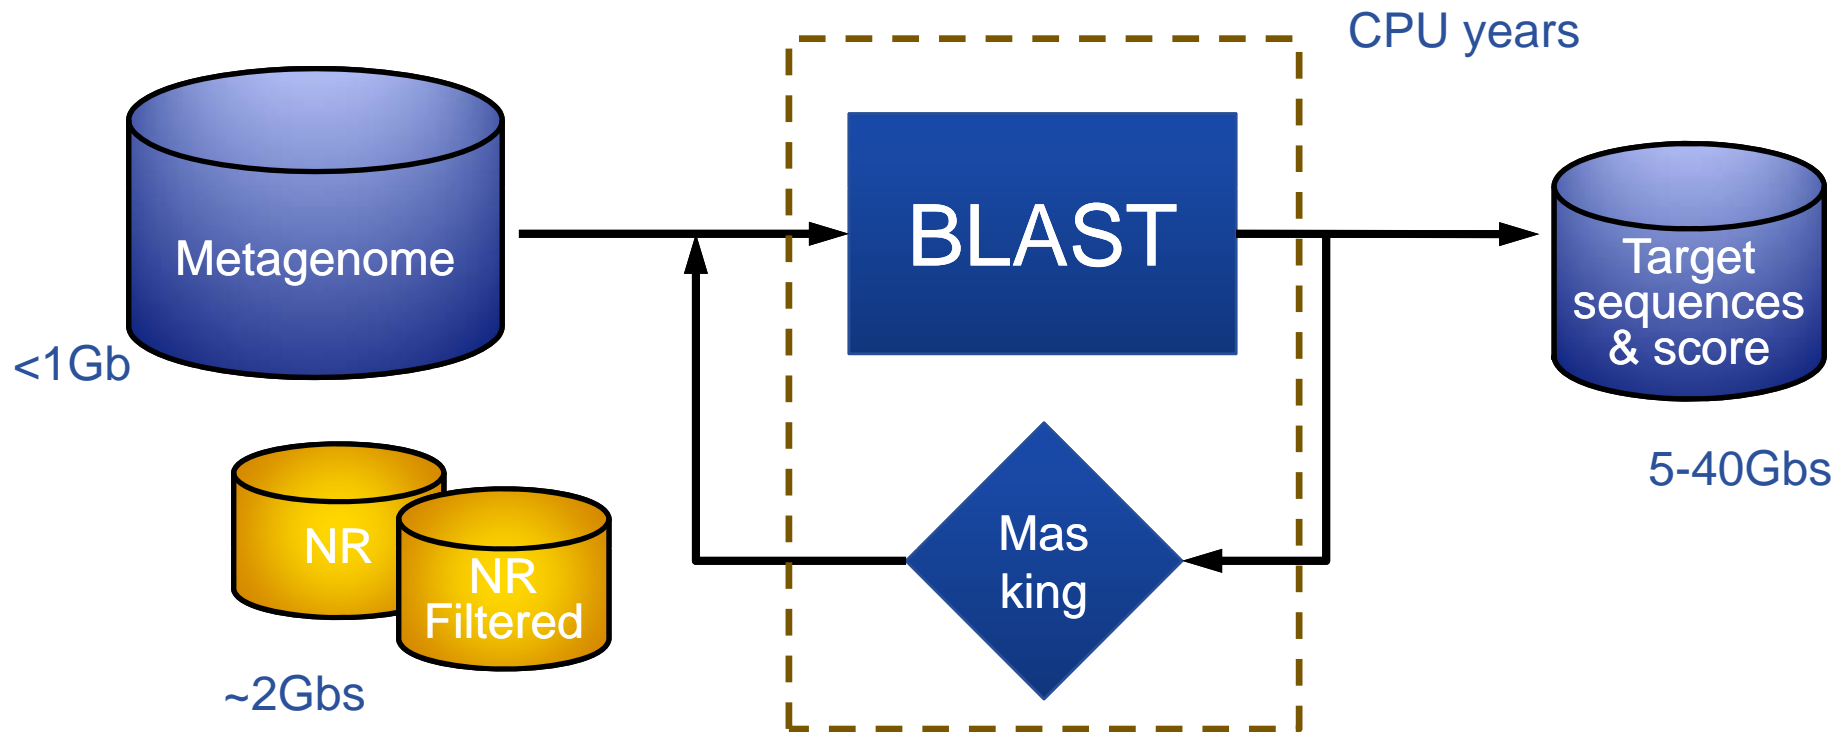 CPU years
Metagenome
<1Gb
BLAST
Target
sequences
& score
5-40Gbs
NR
NR
Filtered
~2Gbs
Mas
king